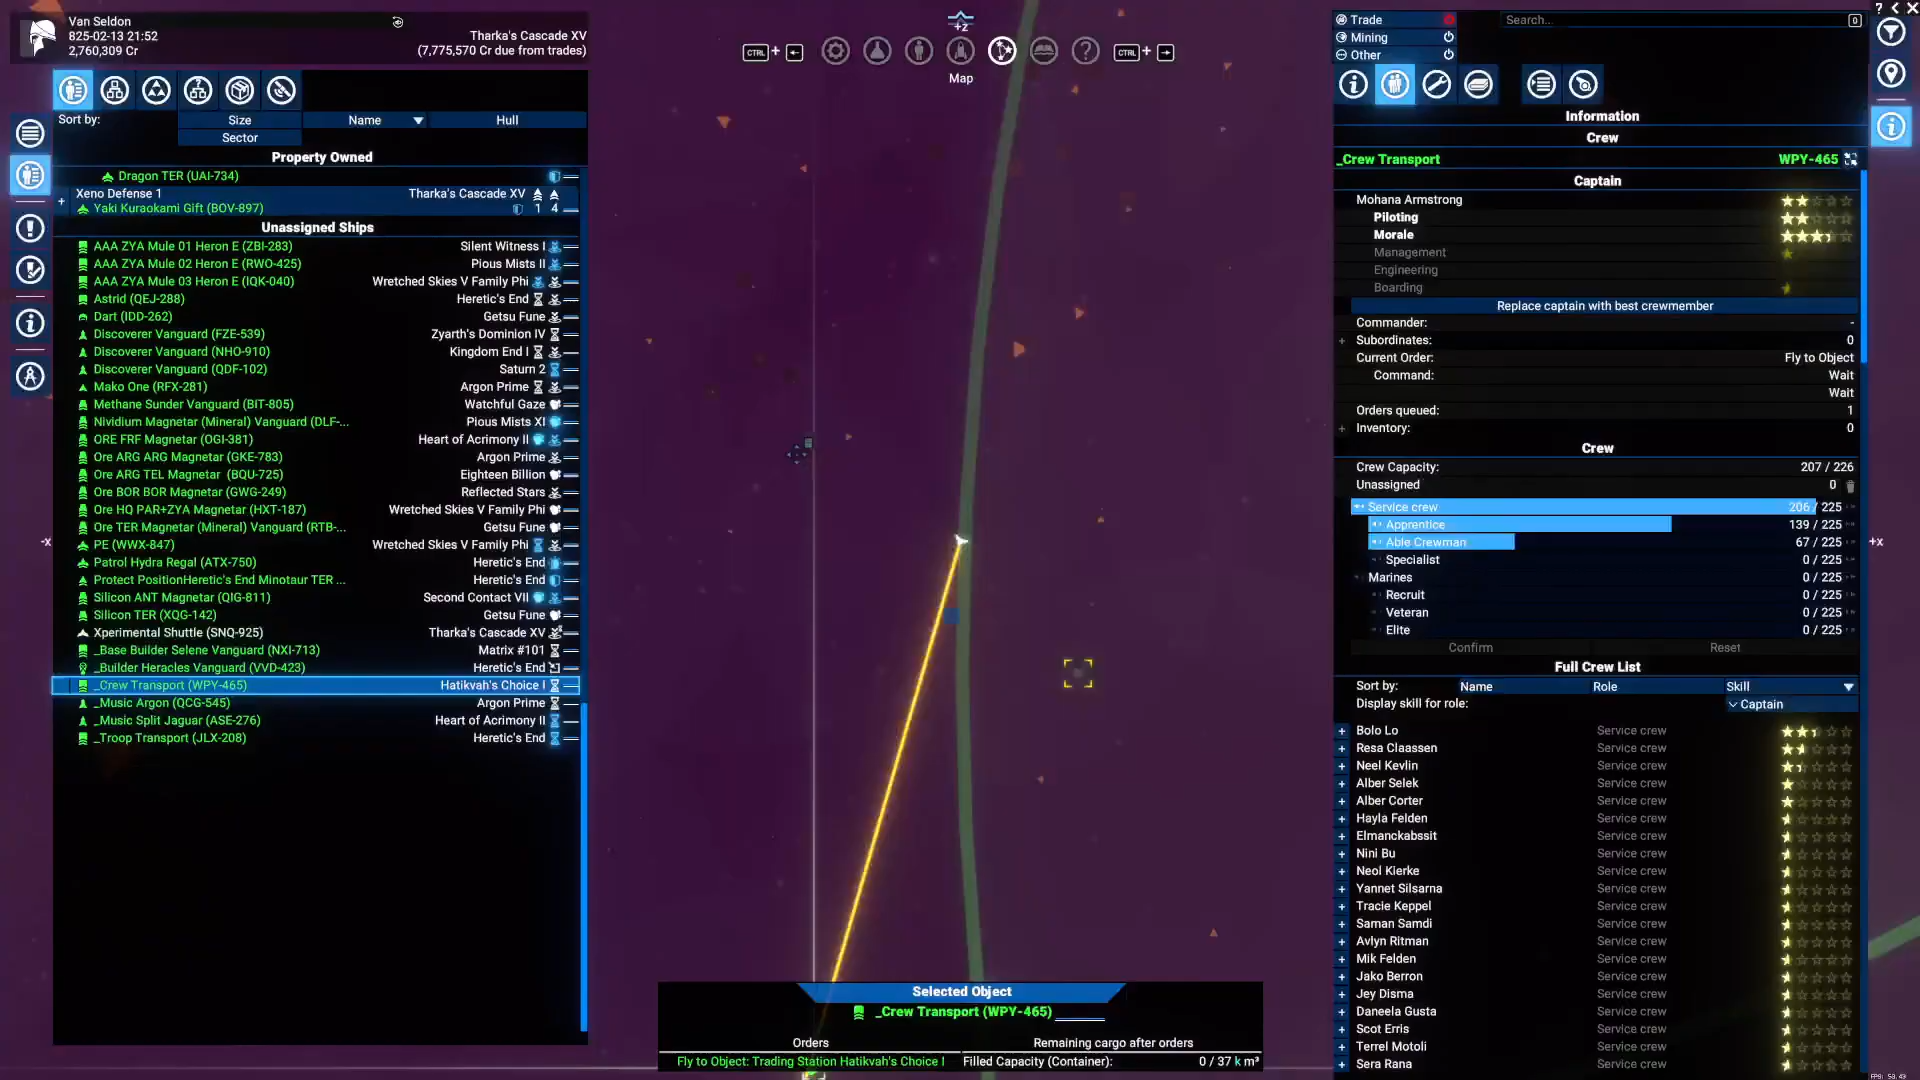 Van Seldon
825-02-13 21:52
2,760,309 Cr
Tharka's Cascade XV
(7,775,570 Cr due from trades)
Sort by:
Size
Name
Hull
Sector
Property Owned
Dragon TER (UAI-734)
Xeno Defense 1 Tharka's Cascade XV
+ Yaki Kuraokami Gift (BOV-897) 1 4
Unassigned Ships
AAA ZYA Mule 01 Heron E (ZBI-283) Silent Witness I
AAA ZYA Mule 02 Heron E (RWO-425) Pious Mists II
AAA ZYA Mule 03 Heron E (IQK-040) Wretched Skies V Family Phi
Astrid (QEJ-288) Heretic's End
Dart (IDD-262) Getsu Fune
Discoverer Vanguard (FZE-539) Zyarth's Dominion IV
Discoverer Vanguard (NHO-910) Kingdom End I
Discoverer Vanguard (QDF-102) Saturn 2
Mako One (RFX-281) Argon Prime
Methane Sunder Vanguard (BIT-805) Watchful Gaze
Nividium Magnetar (Mineral) Vanguard (DLF-... Pious Mists XI
ORE FRF Magnetar (OGI-381) Heart of Acrimony II
Ore ARG ARG Magnetar (GKE-783) Argon Prime
Ore ARG TEL Magnetar (BQU-725) Eighteen Billion
Ore BOR BOR Magnetar (GWG-249) Reflected Stars
Ore HQ PAR+ZYA Magnetar (HXT-187) Wretched Skies V Family Phi
Ore TER Magnetar (Mineral) Vanguard (RTB-... Getsu Fune
PE (WWX-847) Wretched Skies V Family Phi
Patrol Hydra Regal (ATX-750) Heretic's End
Protect PositionHeretic's End Minotaur TER ... Heretic's End
Silicon ANT Magnetar (QIG-811) Second Contact VII
Silicon TER (XQG-142) Getsu Fune
Xperimental Shuttle (SNQ-925) Tharka's Cascade XV
_Base Builder Selene Vanguard (NXI-713) Matrix #101
_Builder Heracles Vanguard (VVD-423) Heretic's End
_Crew Transport (WPY-465) Hatikvah's Choice I
_Music Argon (QCG-545) Argon Prime
_Music Split Jaguar (ASE-276) Heart of Acrimony II
_Troop Transport (JLX-208) Heretic's End
-X
+Z
CTRL +
CTRL +
Map
+X
Selected Object
_Crew Transport (WPY-465)
Orders Remaining cargo after orders
Fly to Object: Trading Station Hatikvah's Choice I Filled Capacity (Container): 0 / 37 k m³
Trade
Mining
Other
Search...
0
Information
Crew
_Crew Transport WPY-465
Captain
Mohana Armstrong
Piloting
Morale
Management
Engineering
Boarding
Replace captain with best crewmember
Commander: -
+ Subordinates: 0
Current Order: Fly to Object
Command: Wait
Wait
Orders queued: 1
+ Inventory: 0
Crew
Crew Capacity: 207 / 226
Unassigned 0
Service crew 206 / 225
Apprentice 139 / 225
Able Crewman 67 / 225
Specialist 0 / 225
Marines 0 / 225
Recruit 0 / 225
Veteran 0 / 225
Elite 0 / 225
Confirm Reset
Full Crew List
Sort by: Name Role Skill
Display skill for role: Captain
+ Bolo Lo Service crew
+ Resa Claassen Service crew
+ Neel Kevlin Service crew
+ Alber Selek Service crew
+ Alber Corter Service crew
+ Hayla Felden Service crew
+ Elmanckabssit Service crew
+ Nini Bu Service crew
+ Neol Kierke Service crew
+ Yannet Silsarna Service crew
+ Tracie Keppel Service crew
+ Saman Samdi Service crew
+ Avlyn Ritman Service crew
+ Mik Felden Service crew
+ Jako Berron Service crew
+ Jey Disma Service crew
+ Daneela Gusta Service crew
+ Scot Erris Service crew
+ Terrel Motoli Service crew
+ Sera Rana Service crew